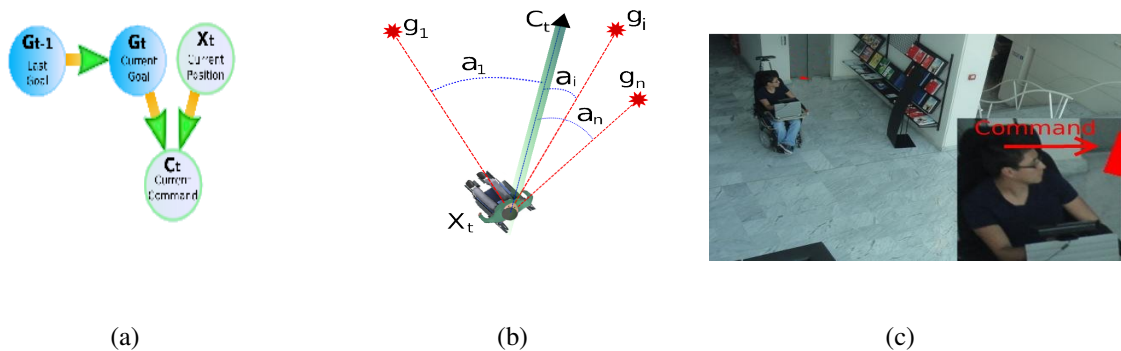 Gt-1
Last
Goal
Gt
Current
Goal
Xt
Current
Position
Ct
Current
Command
g1
Ct
gi
a1
ai
gn
an
Xt
Command
(a)
(b)
(c)